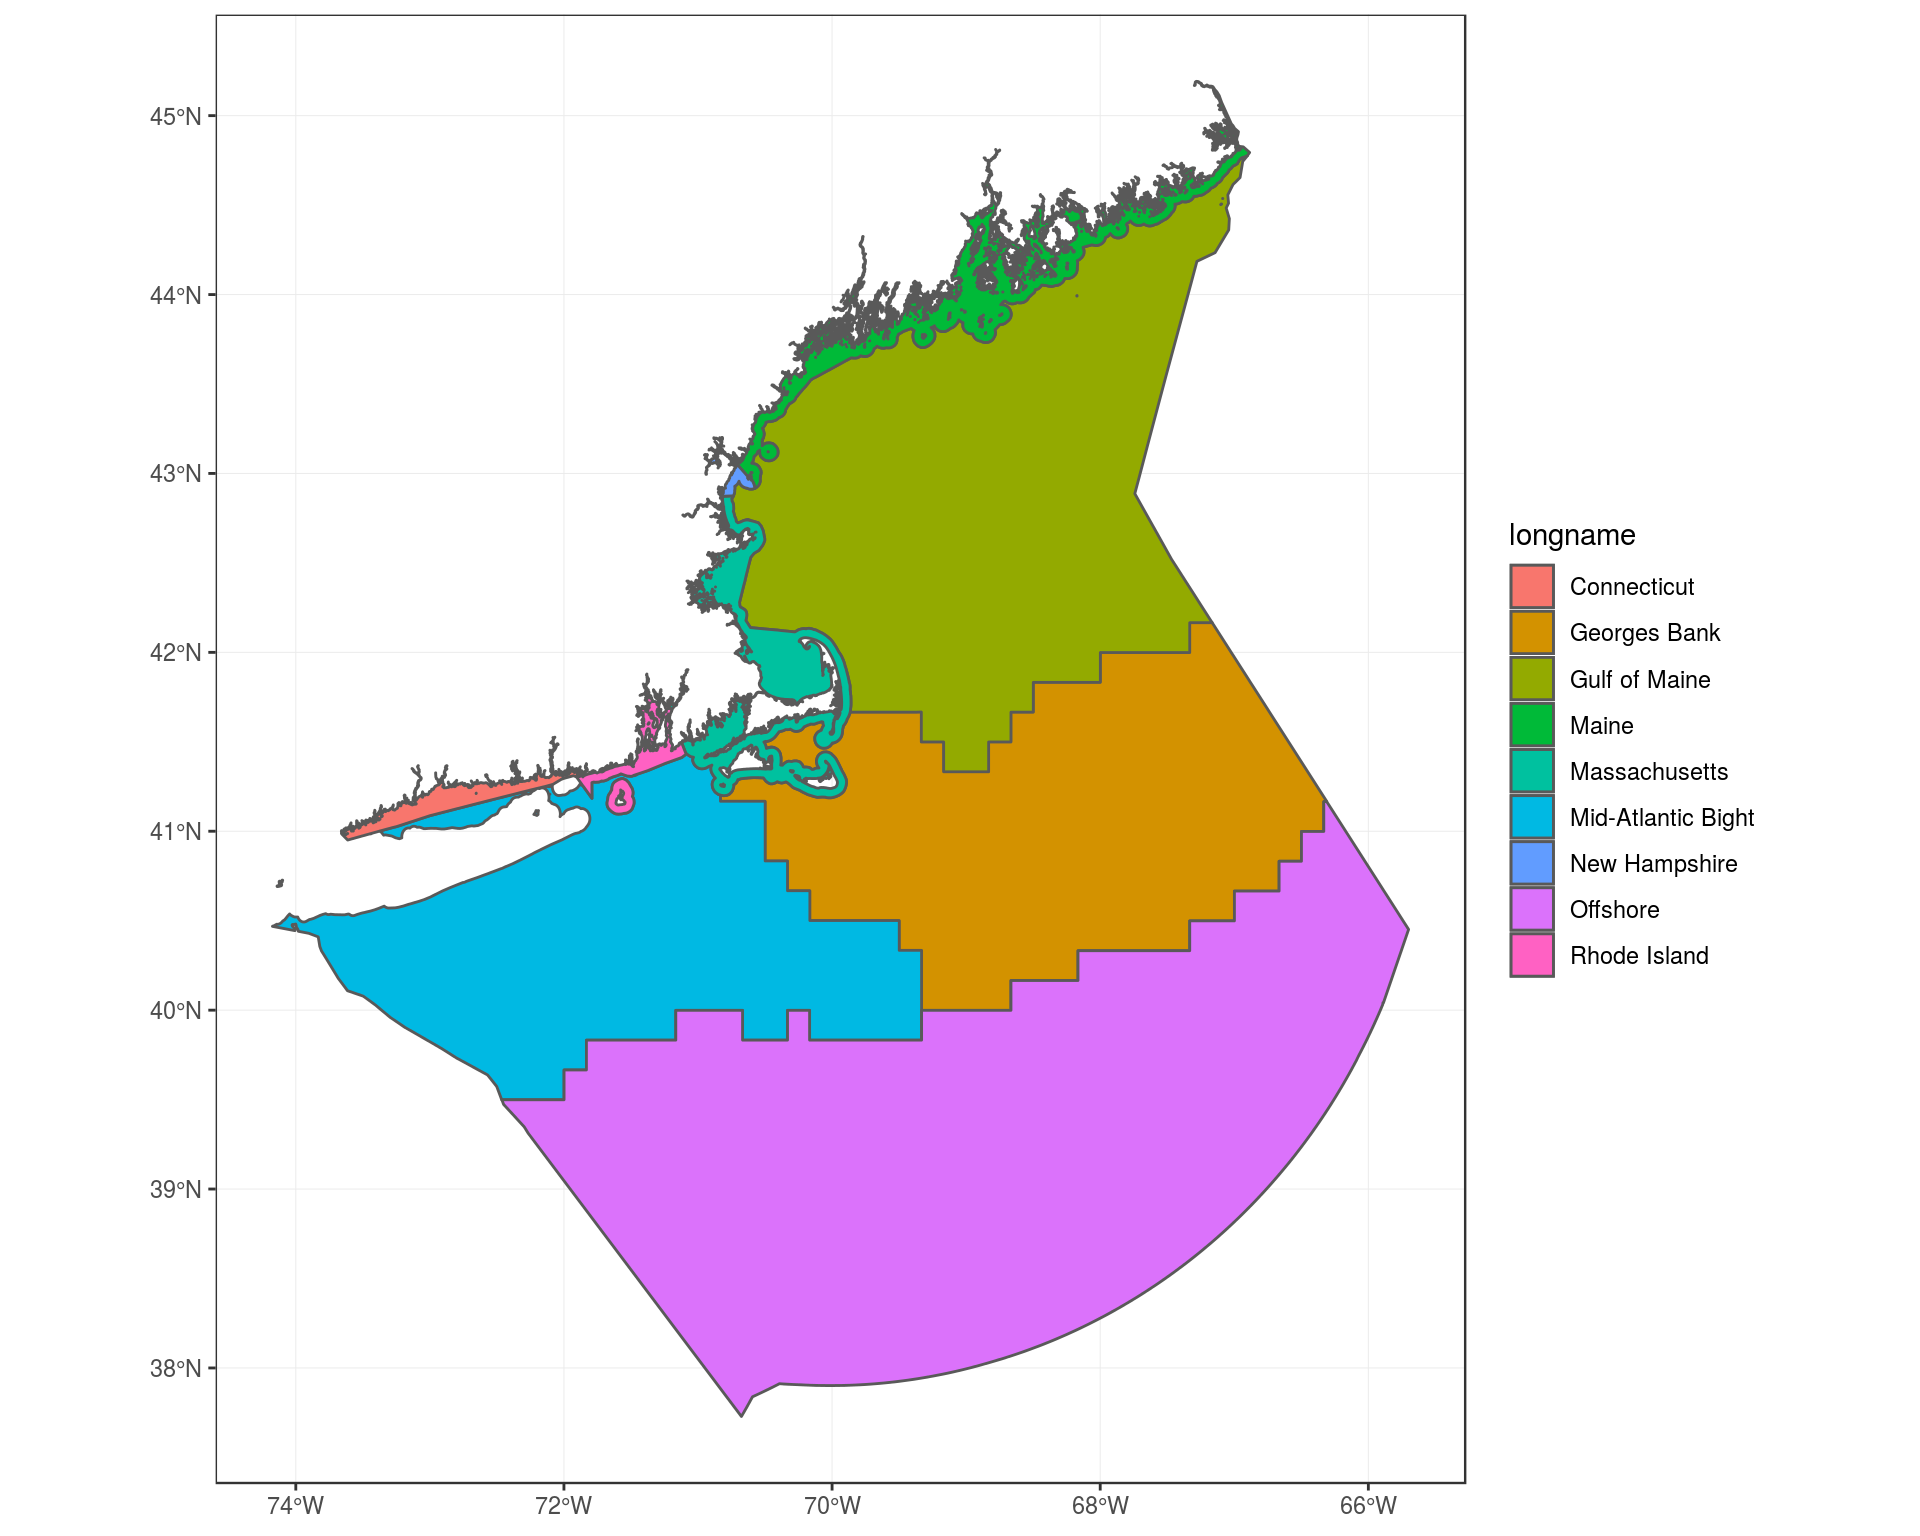 45°N
44°N
43°N
42°N
41°N
40°N
39°N
38°N
74°W
72°W
70°W
68°W
66°W
longname
Connecticut
Georges Bank
Gulf of Maine
Maine
Massachusetts
Mid-Atlantic Bight
New Hampshire
Offshore
Rhode Island